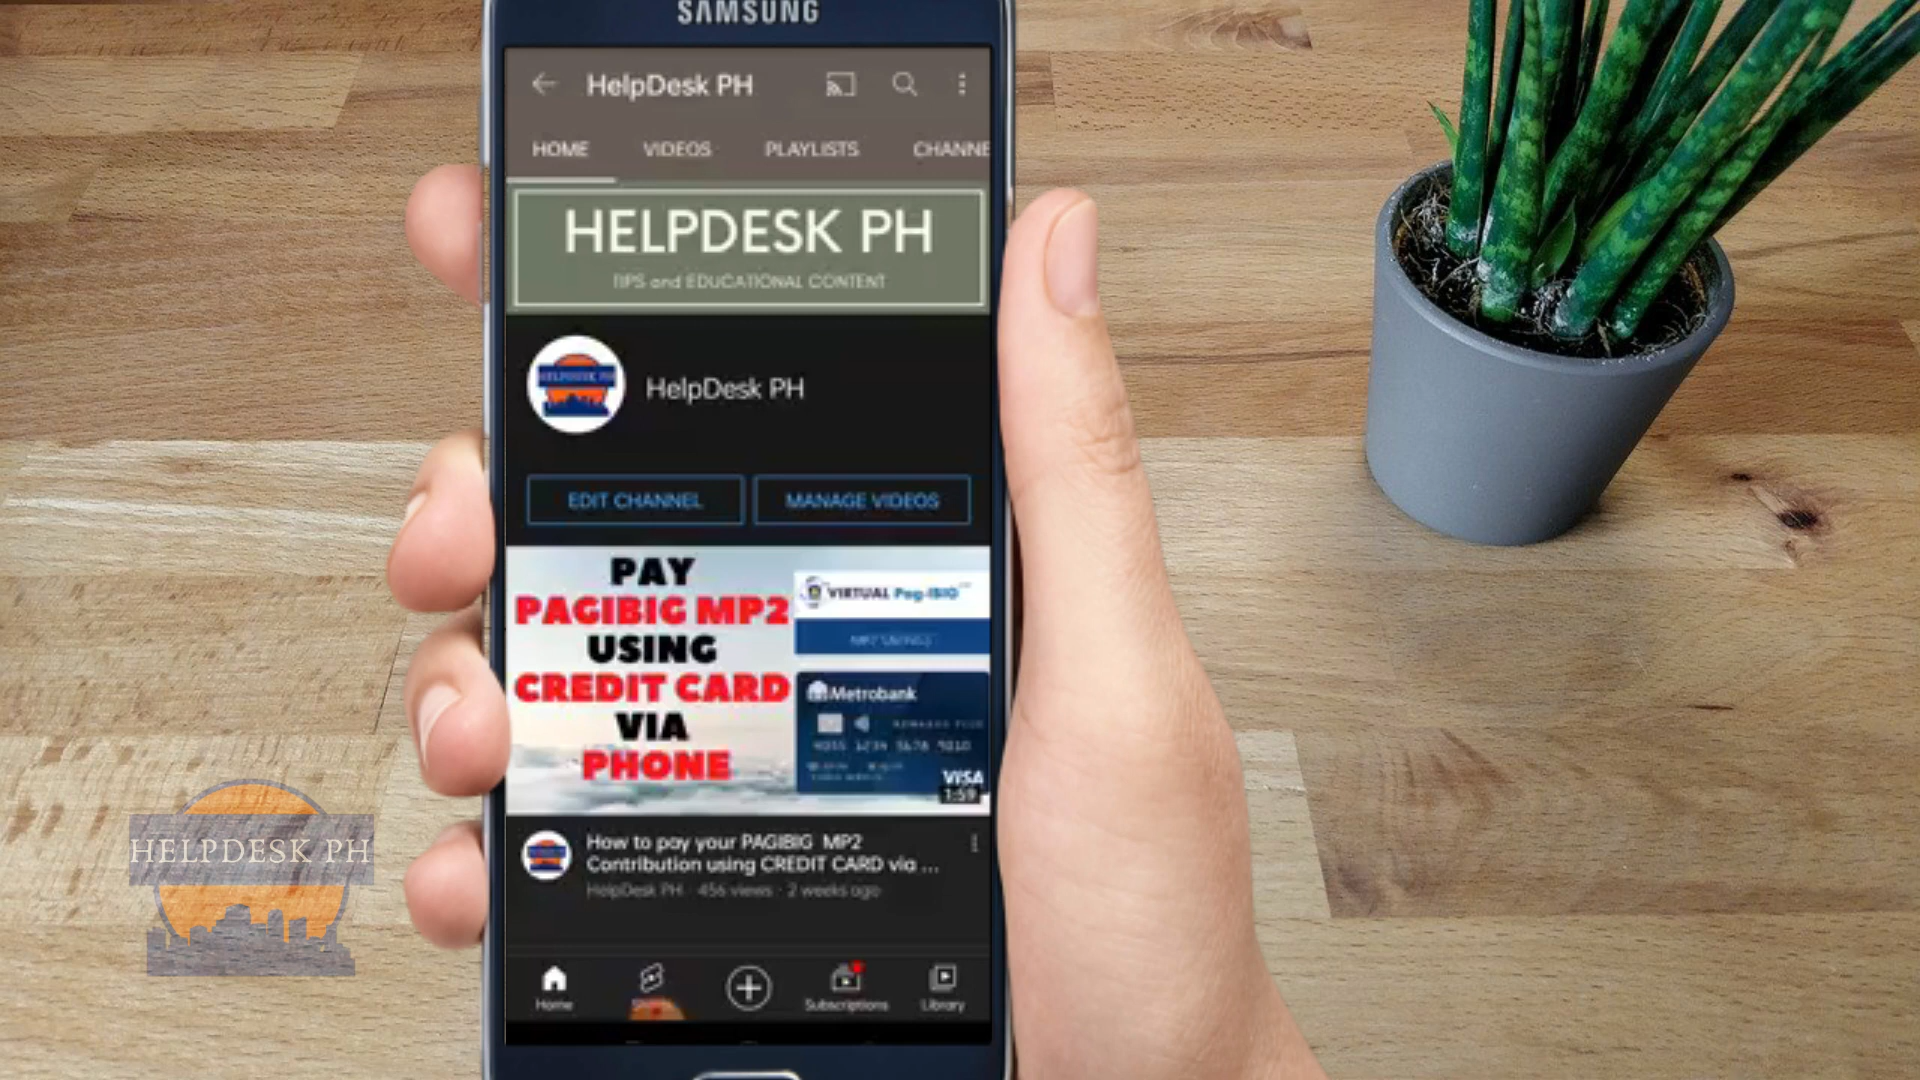 SAMSUNG
HelpDesk PH
HOME VIDEOS PLAYLISTS CHANNE
HELPDESK PH
TIPS and EDUCATIONAL CONTENT
HELPDESK PH
HelpDesk PH
EDIT CHANNEL MANAGE VIDEOS
PAY
PAGIBIG MP2
USING
CREDIT CARD
VIA
PHONE
VIRTUAL Pag-IBIG
Metrobank
VISA
1:59
How to pay your PAGIBIG MP2
Contribution using CREDIT CARD via ...
HelpDesk PH · 456 views · 2 weeks ago
Home Subscriptions Library
HELPDESK PH